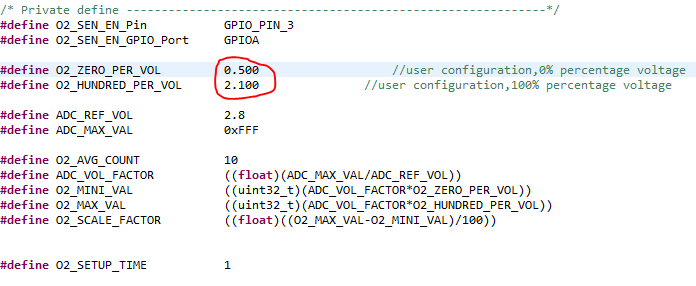 /* Private define ------------------------------------------------------------*/
#define O2_SEN_EN_Pin GPIO_PIN_3
#define O2_SEN_EN_GPIO_Port GPIOA
#define O2_ZERO_PER_VOL 0.500 //user configuration,0% percentage voltage
#define O2_HUNDRED_PER_VOL 2.100 //user configuration,100% percentage voltage
#define ADC_REF_VOL 2.8
#define ADC_MAX_VAL 0xFFF
#define O2_AVG_COUNT 10
#define ADC_VOL_FACTOR ((float)(ADC_MAX_VAL/ADC_REF_VOL))
#define O2_MINI_VAL ((uint32_t)(ADC_VOL_FACTOR*O2_ZERO_PER_VOL))
#define O2_MAX_VAL ((uint32_t)(ADC_VOL_FACTOR*O2_HUNDRED_PER_VOL))
#define O2_SCALE_FACTOR ((float)((O2_MAX_VAL-O2_MINI_VAL)/100))
#define O2_SETUP_TIME 1